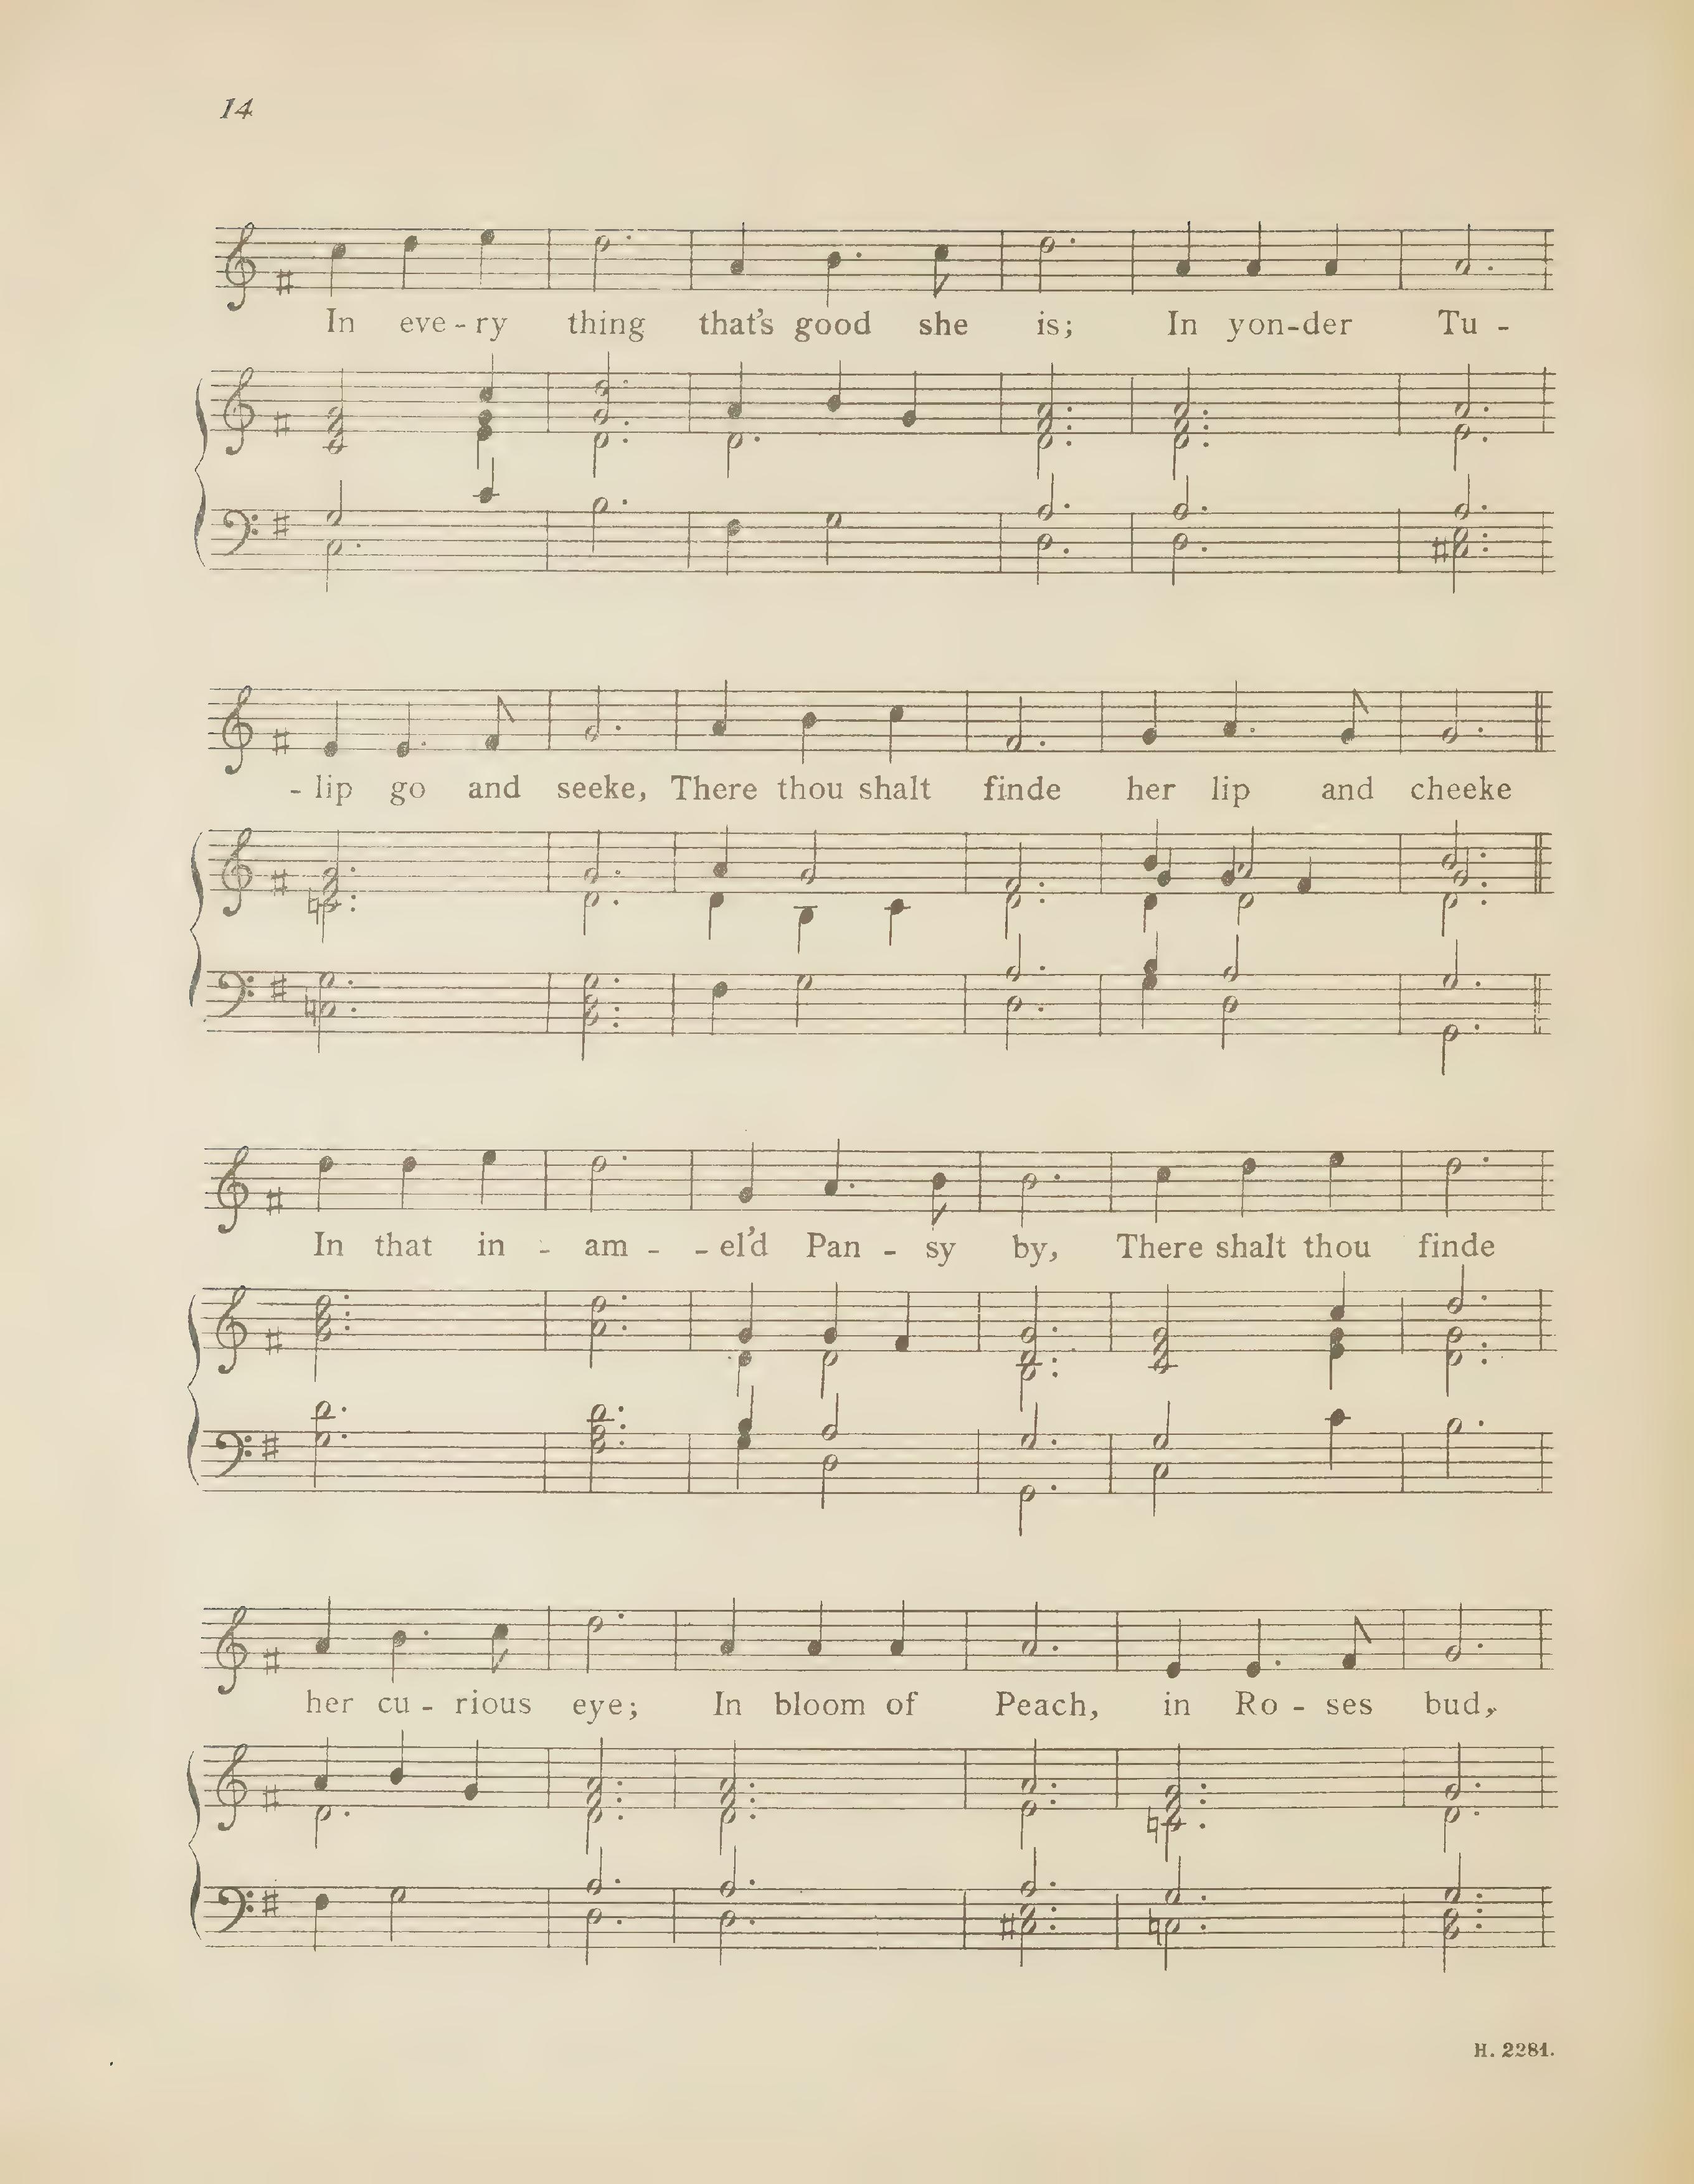 14
In eve - ry thing that's good she is; In yon-der Tu -
- lip go and seeke, There thou shalt finde her lip and cheeke
In that in - am - - el'd Pan - sy by, There shalt thou finde
her cu - rious eye; In bloom of Peach, in Ro - ses bud,
H. 2281.